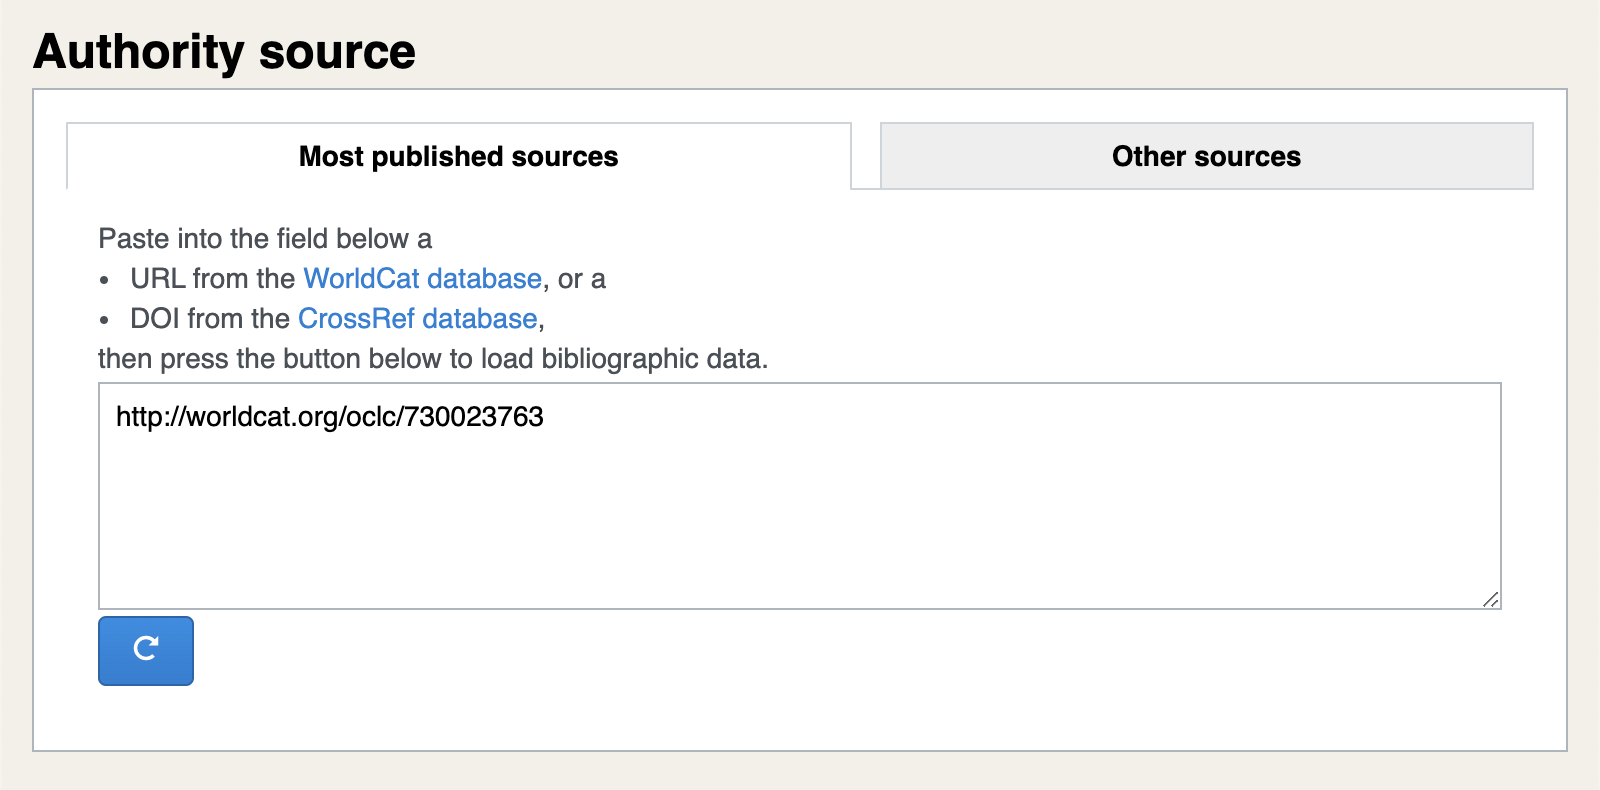 Authority source
Most published sources
Other sources
Paste into the field below a
• URL from the WorldCat database, or a
• DOI from the CrossRef database,
then press the button below to load bibliographic data.
http://worldcat.org/oclc/730023763